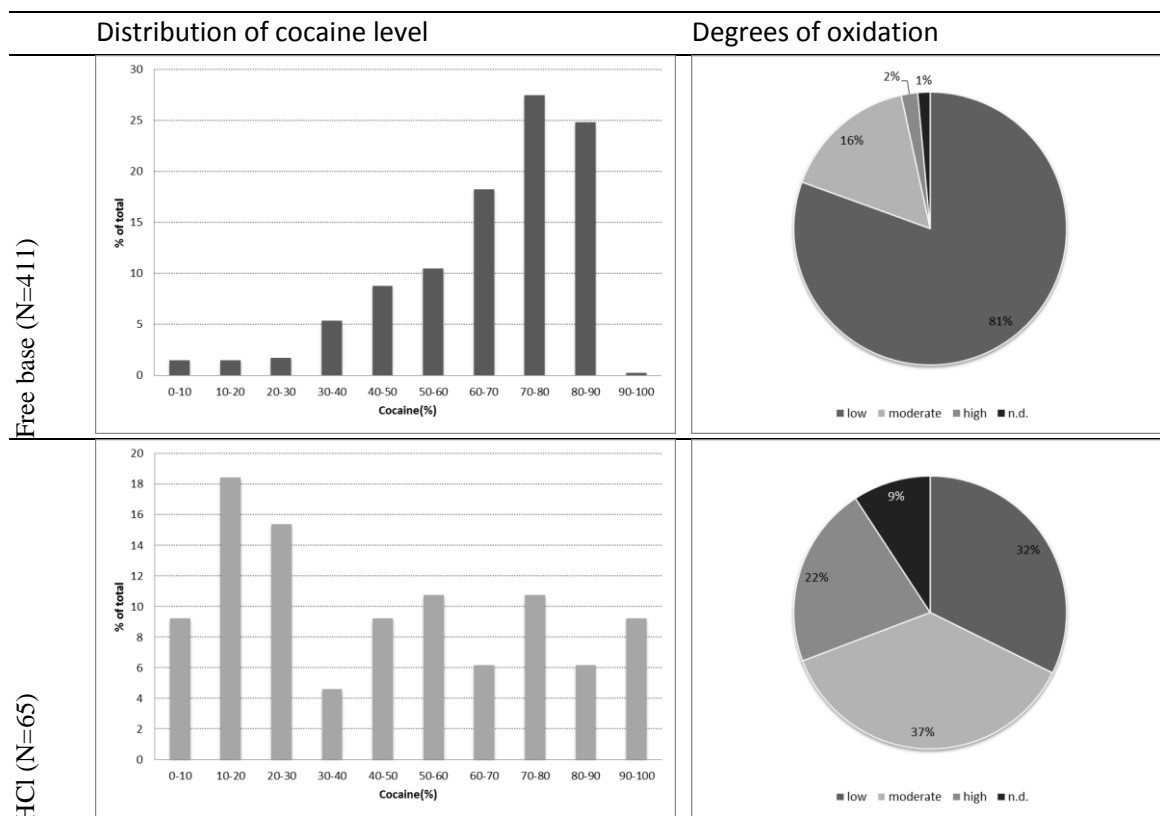 Distribution of cocaine level
Degrees of oxidation
Free base (N=411)
30
25
20
15
10
5
0
% of total
0-10 10-20 20-30 30-40 40-50 50-60 60-70 70-80 80-90 90-100
Cocaine(%)
2% 1%
16%
81%
low moderate high n.d.
HCl (N=65)
20
18
16
14
12
10
8
6
4
2
0
% of total
0-10 10-20 20-30 30-40 40-50 50-60 60-70 70-80 80-90 90-100
Cocaine(%)
9%
32%
22%
37%
low moderate high n.d.